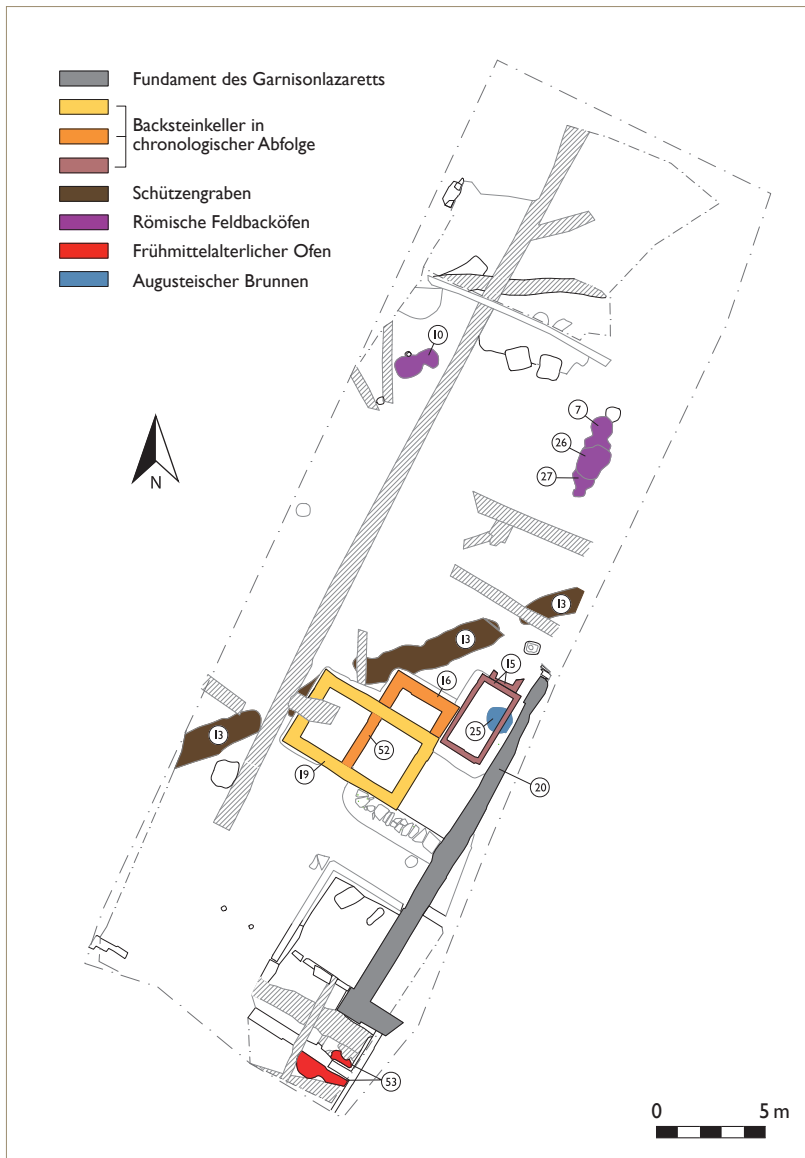 Fundament des Garnisonlazaretts
Backsteinkeller in
chronologischer Abfolge
Schützengraben
Römische Feldbacköfen
Frühmittelalterlicher Ofen
Augusteischer Brunnen
10
7
26
27
N
13
13
15
16
25
13
52
19
20
53
0 5 m